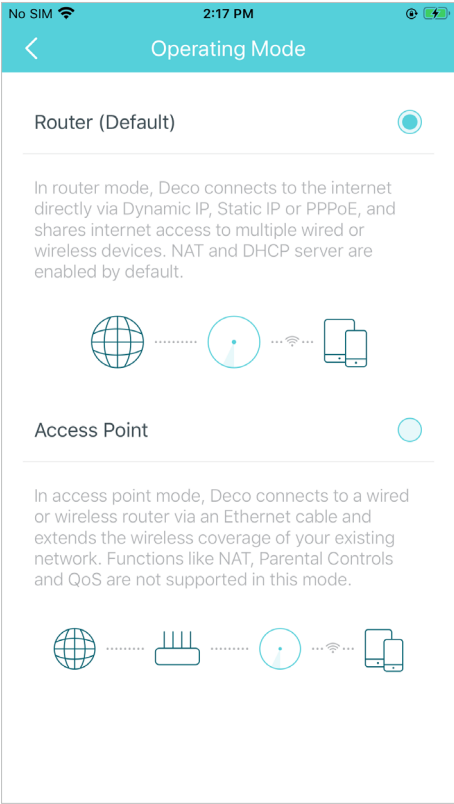 No SIM 2:17 PM
Operating Mode
Router (Default)
In router mode, Deco connects to the internet
directly via Dynamic IP, Static IP or PPPoE, and
shares internet access to multiple wired or
wireless devices. NAT and DHCP server are
enabled by default.
Access Point
In access point mode, Deco connects to a wired
or wireless router via an Ethernet cable and
extends the wireless coverage of your existing
network. Functions like NAT, Parental Controls
and QoS are not supported in this mode.